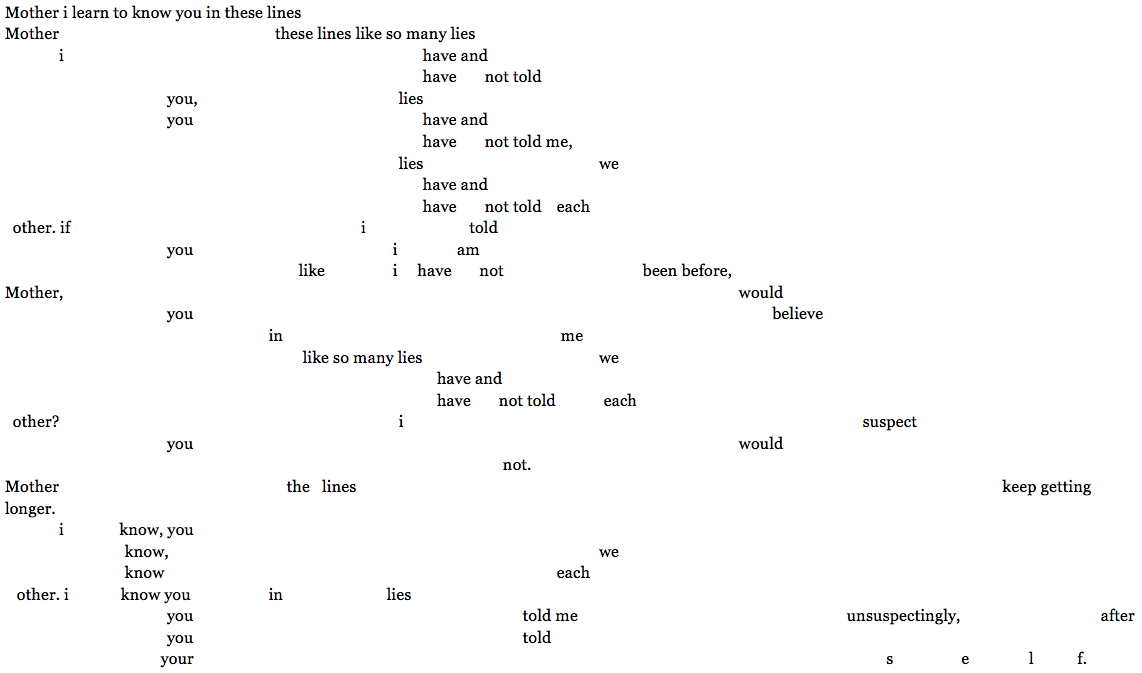 Mother i learn to know you in these lines
Mother these lines like so many lies
i have and
have not told
you, lies
you have and
have not told me,
lies we
have and
have not told each
other. if i told
you i am
like i have not been before,
Mother, would
you believe
in me
like so many lies we
have and
have not told each
other? i suspect
you would
not.
Mother the lines keep getting
longer.
i know, you
know, we
know each
other. i know you in lies
you told me unsuspectingly, after
you told
your s e l f.